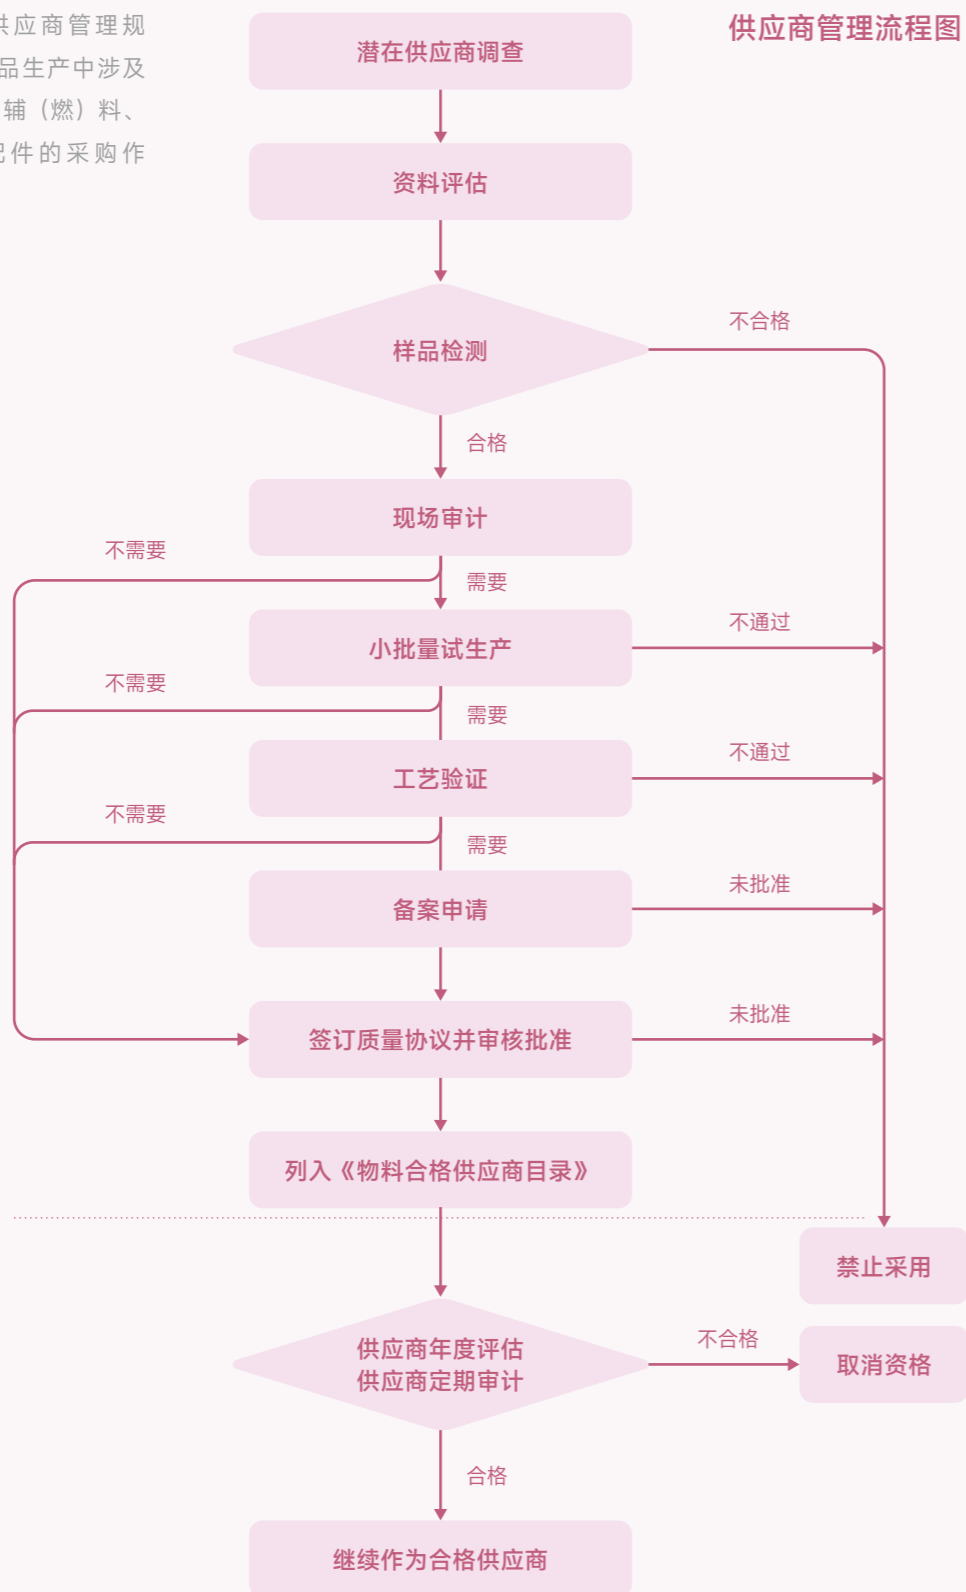 供应商管理规
品生产中涉及
辅（燃）料、
件的采购作
供应商管理流程图
潜在供应商调查
资料评估
样品检测
不合格
合格
现场审计
不需要
需要
小批量试生产
不通过
不需要
需要
工艺验证
不通过
不需要
需要
备案申请
未批准
签订质量协议并审核批准
未批准
列入《物料合格供应商目录》
禁止采用
供应商年度评估
供应商定期审计
不合格
取消资格
合格
继续作为合格供应商